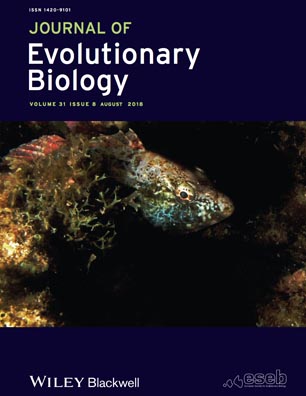 ISSN 1420-9101
JOURNAL OF
Evolutionary
Biology
VOLUME 31 ISSUE 8 AUGUST 2018
WILEY Blackwell
eseb